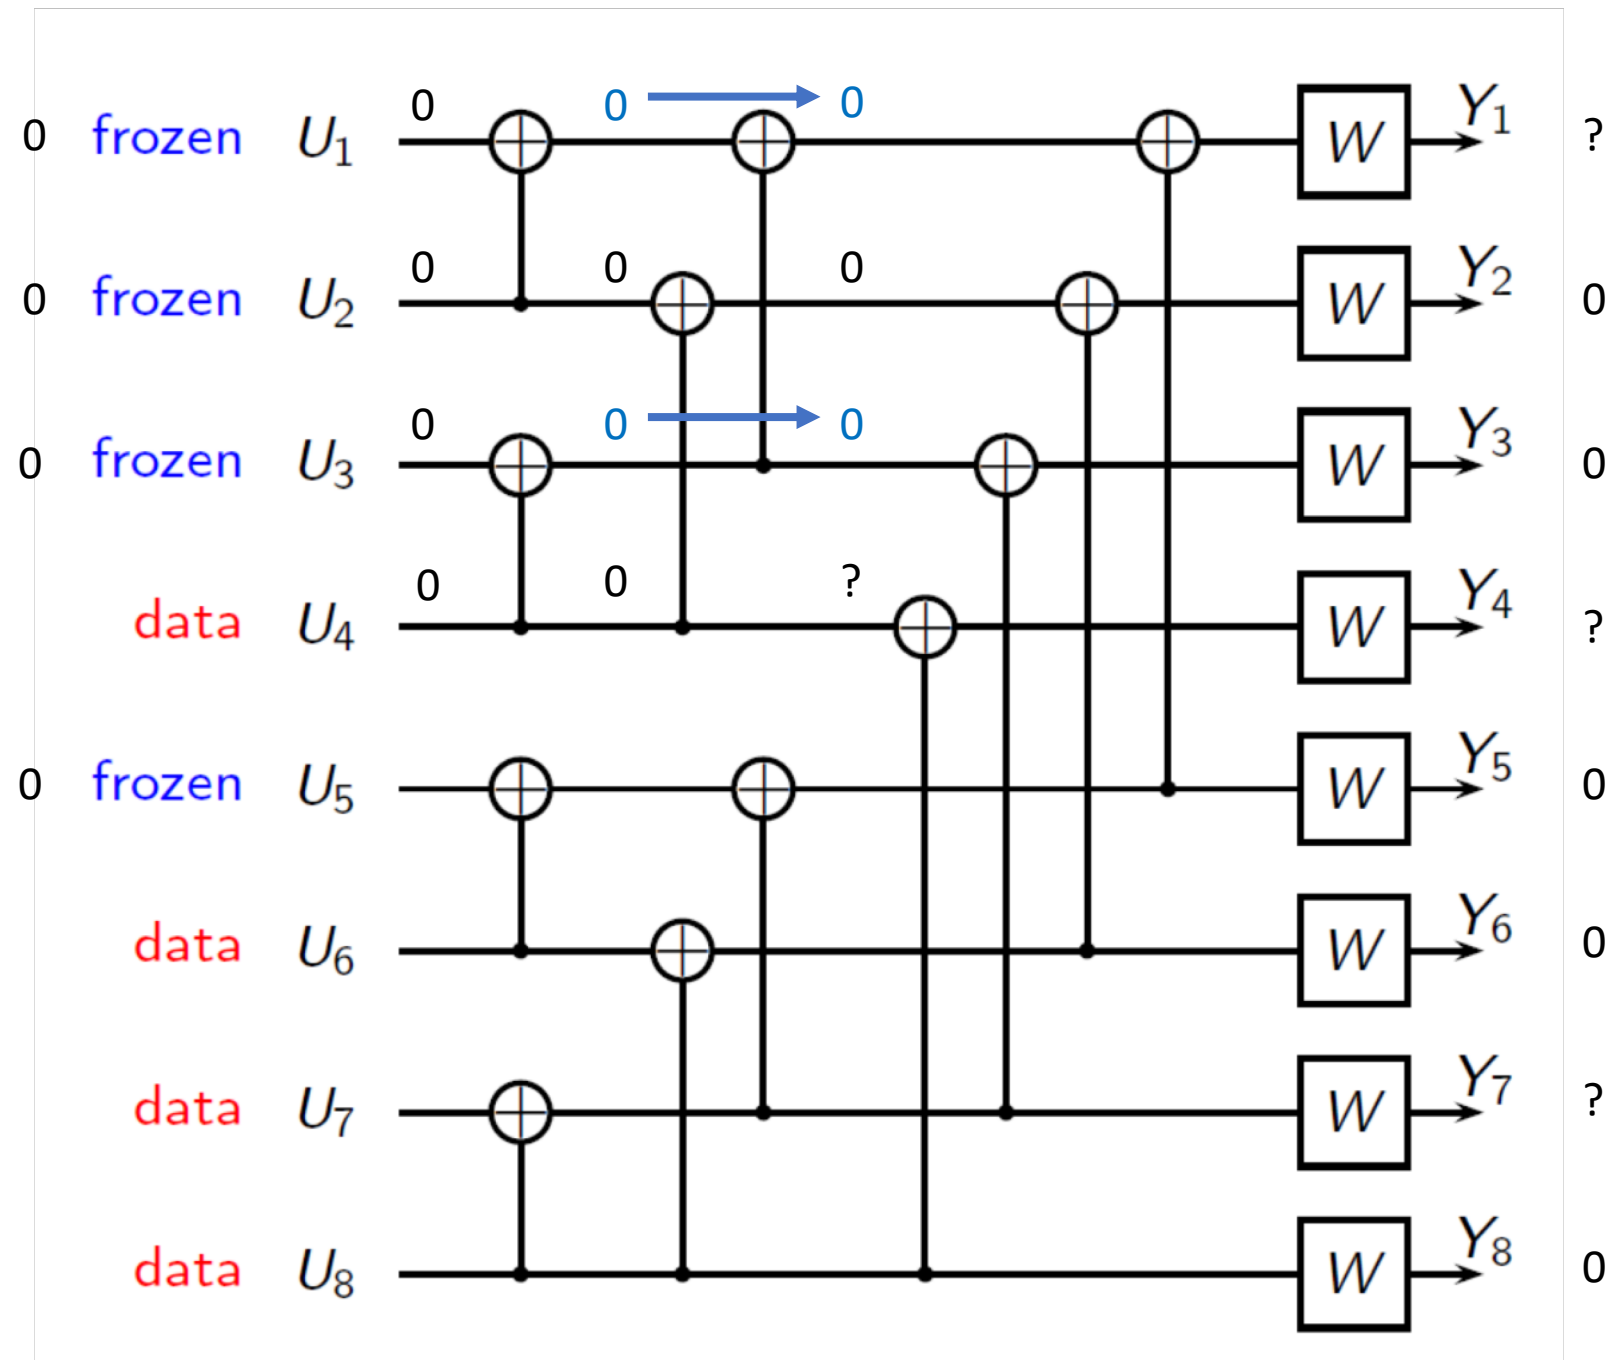 0 0 0
0 frozen U1 W Y1 ?
0 0 0
0 frozen U2 W Y2 0
0 0 0
0 frozen U3 W Y3 0
0 0 ?
data U4 W Y4 ?
0 frozen U5 W Y5 0
data U6 W Y6 0
data U7 W Y7 ?
data U8 W Y8 0